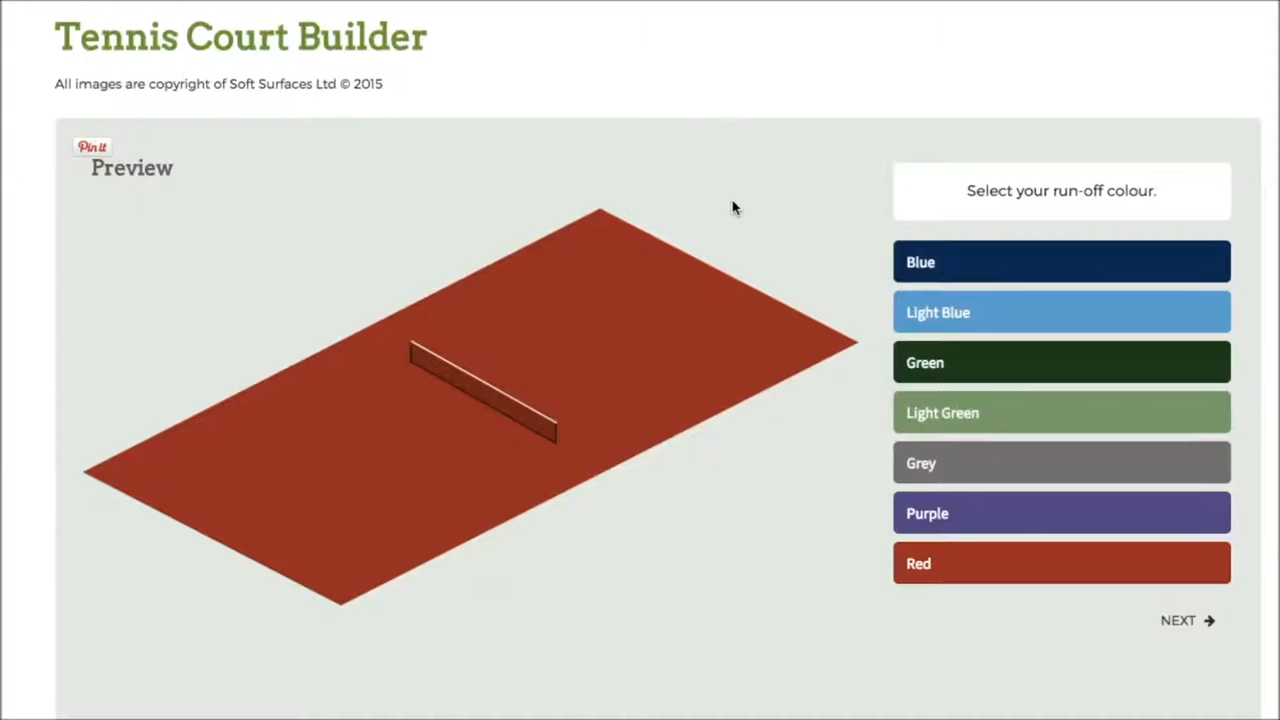 Tennis Court Builder
All images are copyright of Soft Surfaces Ltd © 2015
Pin it
Preview
Select your run-off colour.
Blue
Light Blue
Green
Light Green
Grey
Purple
Red
NEXT